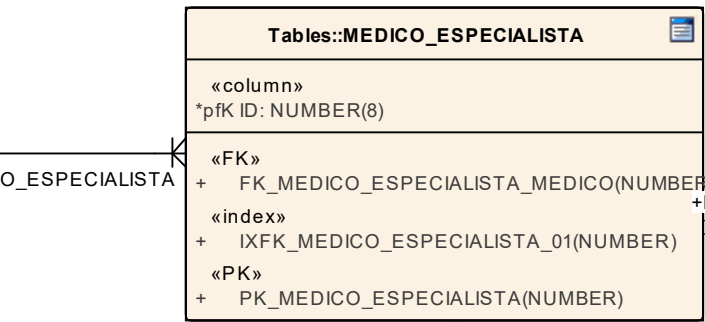 Tables::MEDICO_ESPECIALISTA
«column»
*pfK ID: NUMBER(8)
O_ESPECIALISTA
«FK»
+ FK_MEDICO_ESPECIALISTA_MEDICO(NUMBER
+
«index»
+ IXFK_MEDICO_ESPECIALISTA_01(NUMBER)
«PK»
+ PK_MEDICO_ESPECIALISTA(NUMBER)